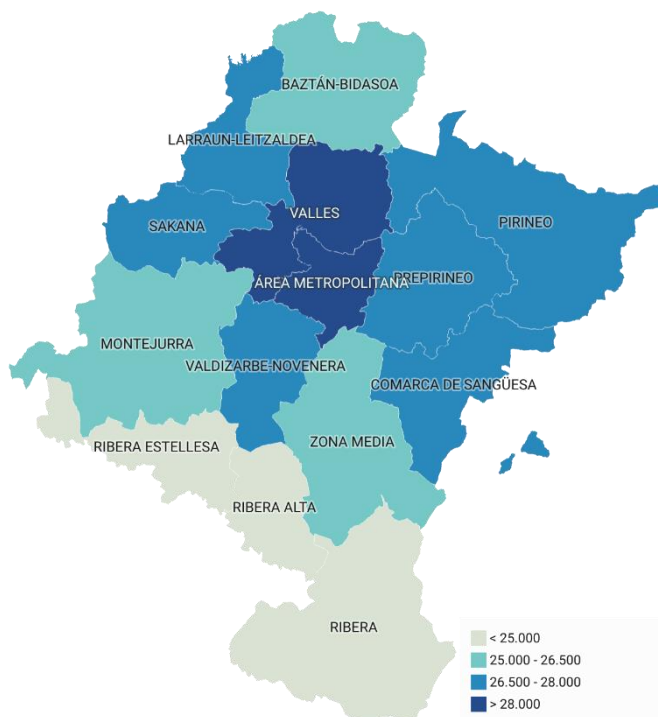 BAZTÁN-BIDASOA
LARRAUN-LEITZALDEA
VALLES
SAKANA
PIRINEO
ÁREA METROPOLITANA
PREPIRINEO
MONTEJURRA
VALDIZARBE-NOVENERA
COMARCA DE SANGÜESA
RIBERA ESTELLESA
ZONA MEDIA
RIBERA ALTA
RIBERA
< 25.000
25.000 - 26.500
26.500 - 28.000
> 28.000